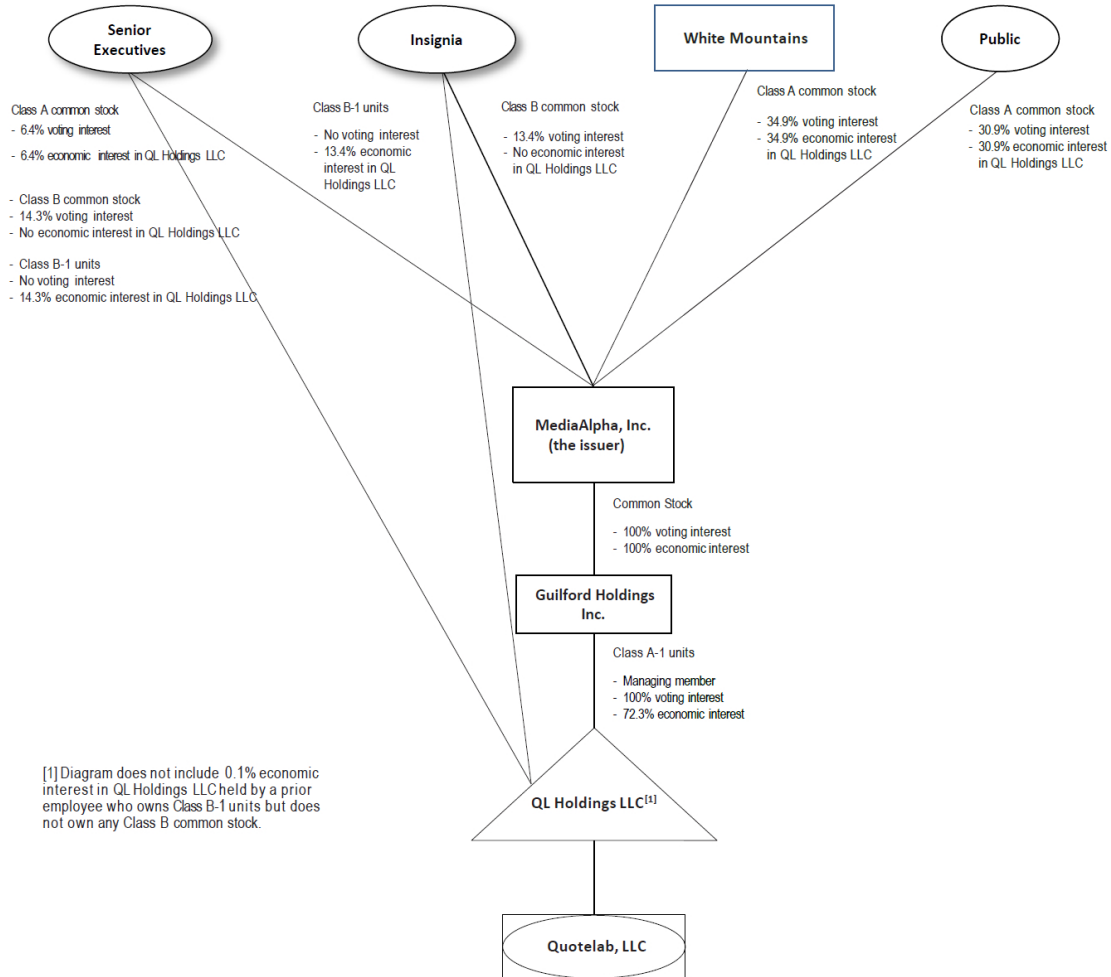 Senior
Executives
Insignia
White Mountains
Public
Class A common stock
- 6.4% voting interest
- 6.4% economic interest in QL Holdings LLC
- Class B common stock
- 14.3% voting interest
- No economic interest in QL Holdings LLC
- Class B-1 units
- No voting interest
- 14.3% economic interest in QL Holdings LLC
Class B-1 units
- No voting interest
- 13.4% economic
interest in QL
Holdings LLC
Class B common stock
- 13.4% voting interest
- No economic interest
in QL Holdings LLC
Class A common stock
- 34.9% voting interest
- 34.9% economic interest
in QL Holdings LLC
Class A common stock
- 30.9% voting interest
- 30.9% economic interest
in QL Holdings LLC
MediaAlpha, Inc.
(the issuer)
Common Stock
- 100% voting interest
- 100% economic interest
Guilford Holdings
Inc.
Class A-1 units
- Managing member
- 100% voting interest
- 72.3% economic interest
[1] Diagram does not include 0.1% economic
interest in QL Holdings LLC held by a prior
employee who owns Class B-1 units but does
not own any Class B common stock.
QL Holdings LLC[1]
Quotelab, LLC